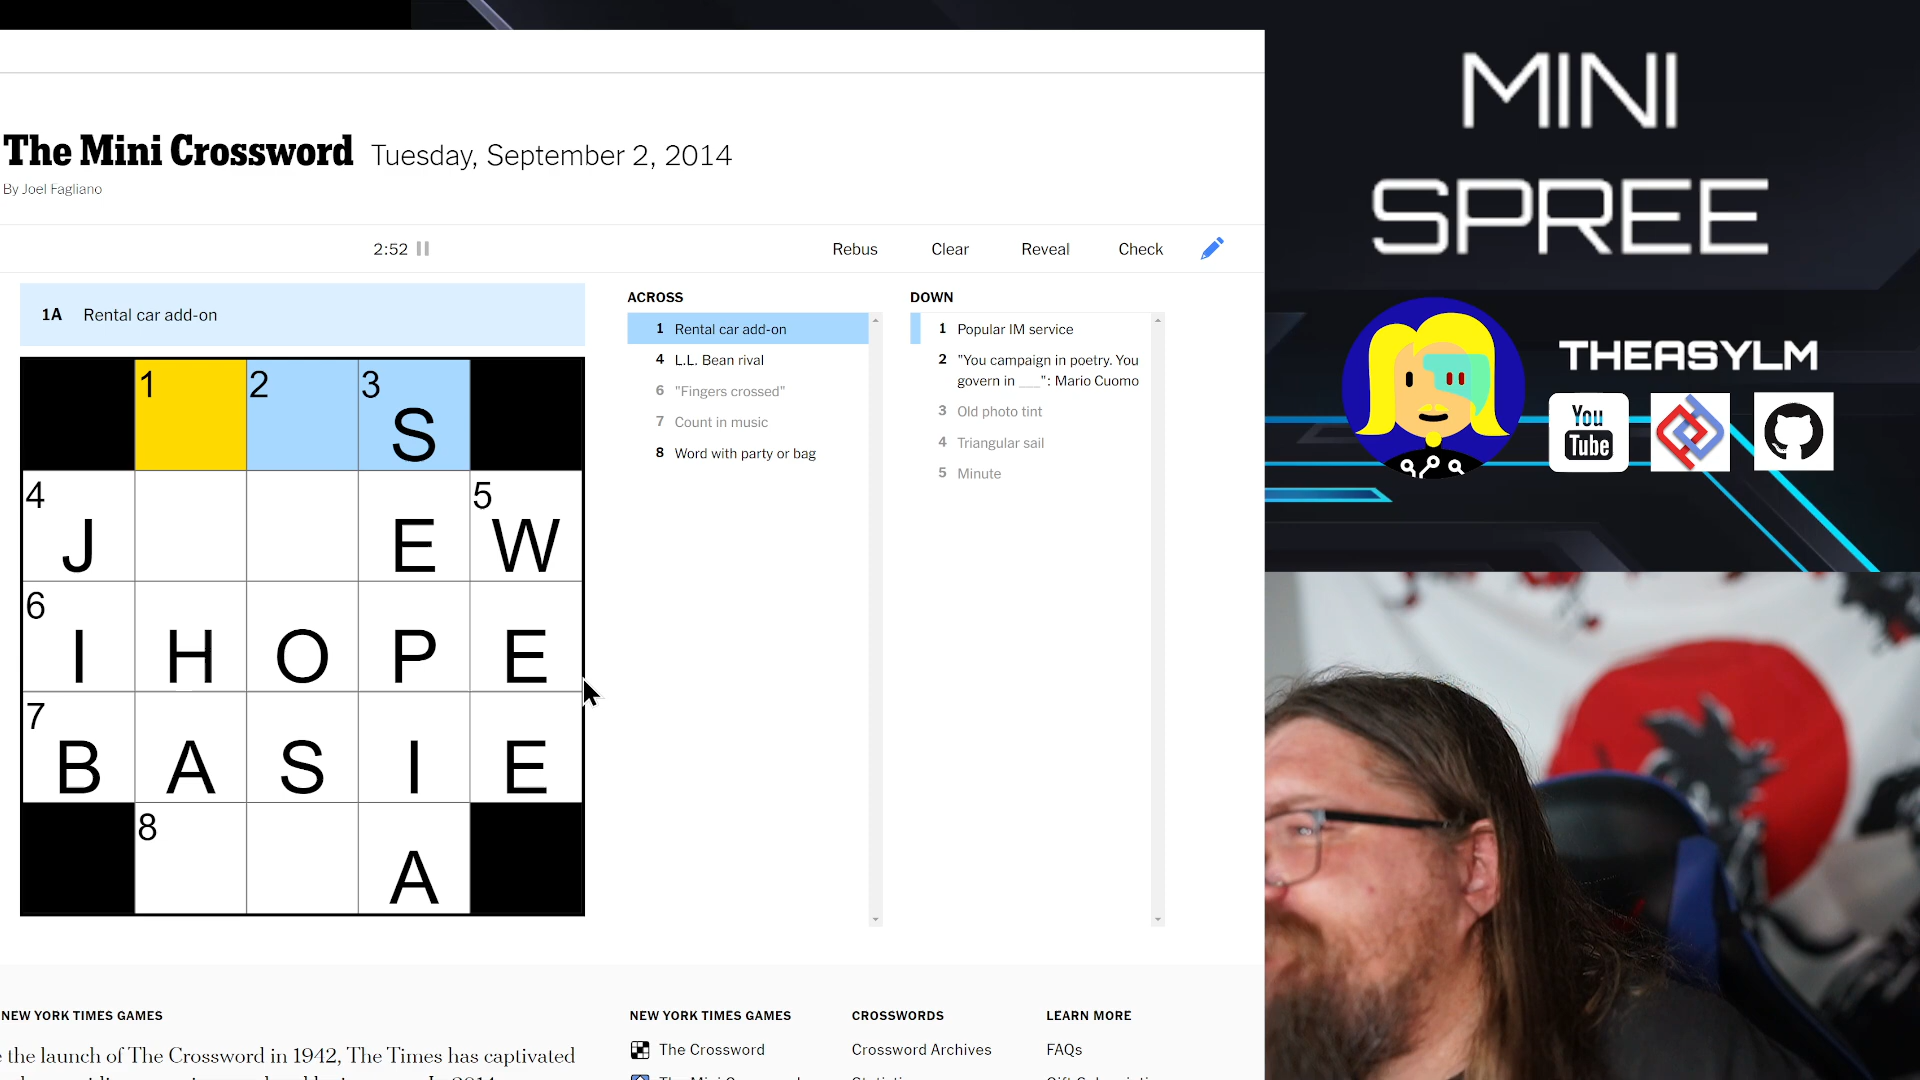 MINI
SPREE
The Mini Crossword Tuesday, September 2, 2014
By Joel Fagliano
2:52
Rebus Clear Reveal Check
1A Rental car add-on
ACROSS
1 Rental car add-on
4 L.L. Bean rival
6 "Fingers crossed"
7 Count in music
8 Word with party or bag
DOWN
1 Popular IM service
2 "You campaign in poetry. You
govern in ___": Mario Cuomo
3 Old photo tint
4 Triangular sail
5 Minute
1 2 3
S
4 5
J E W
6
I H O P E
7
B A S I E
8
A
THEASYLM
You
Tube
NEW YORK TIMES GAMES
the launch of The Crossword in 1942, The Times has captivated
NEW YORK TIMES GAMES
The Crossword
CROSSWORDS
Crossword Archives
LEARN MORE
FAQs